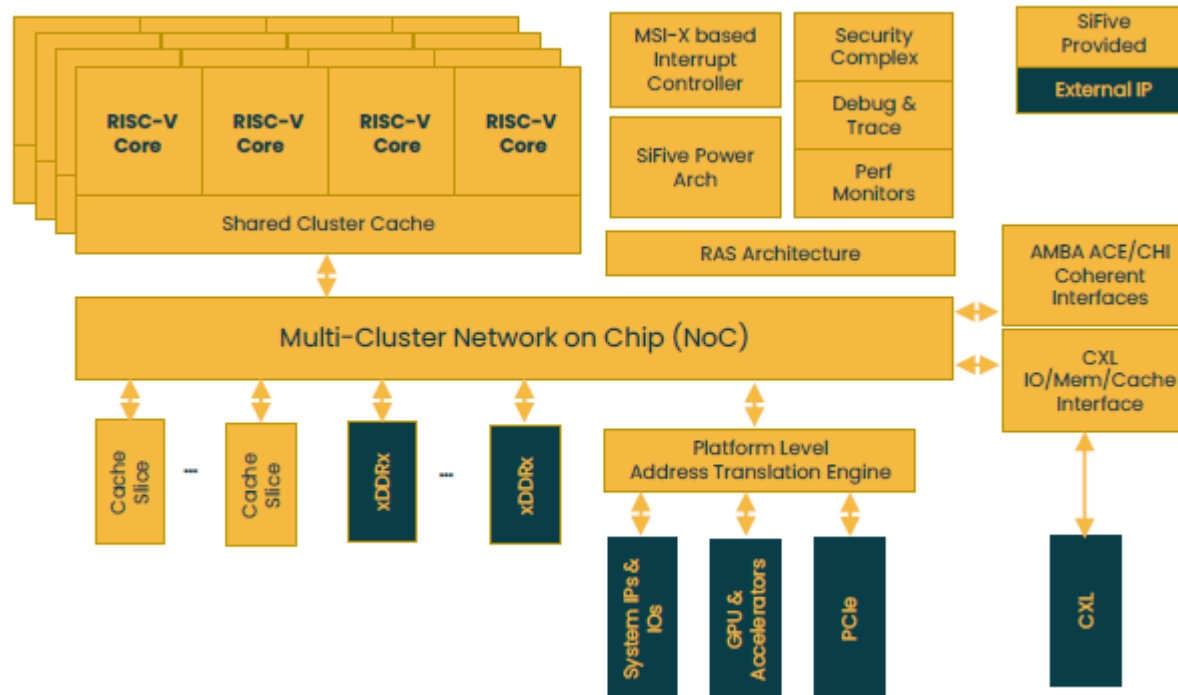 MSI-X based
Interrupt
Controller
Security
Complex
SiFive
Provided
External IP
Debug &
Trace
RISC-V
Core
RISC-V
Core
RISC-V
Core
RISC-V
Core
SiFive Power
Arch
Perf
Monitors
Shared Cluster Cache
RAS Architecture
AMBA ACE/CHI
Coherent
Interfaces
Multi-Cluster Network on Chip (NoC)
CXL
IO/Mem/Cache
Interface
Cache
Slice
...
Cache
Slice
xDDRx
...
xDDRx
Platform Level
Address Translation Engine
System IPs &
IOs
GPU &
Accelerators
PCIe
CXL